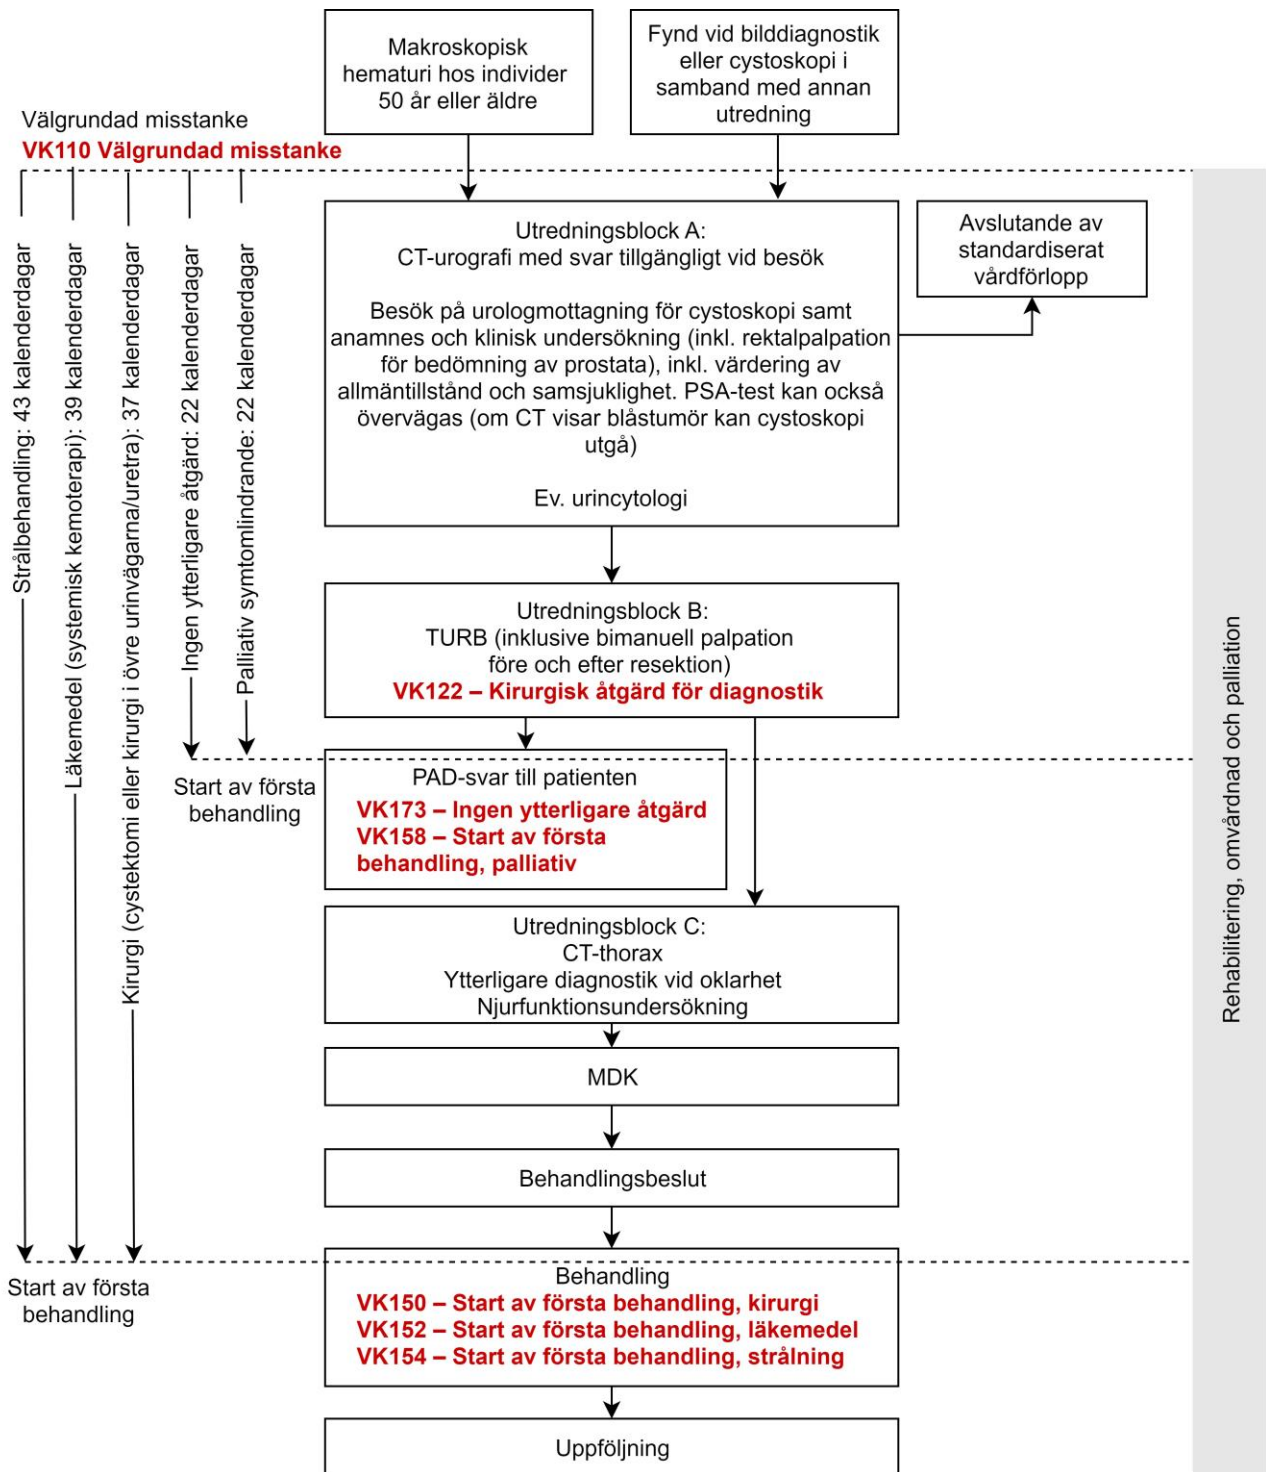 Makroskopisk
hematuri hos individer
50 år eller äldre
Fynd vid bilddiagnostik
eller cystoskopi i
samband med annan
utredning
Välgrundad misstanke
VK110 Välgrundad misstanke
Strålbehandling: 43 kalenderdagar
Läkemedel (systemisk kemoterapi): 39 kalenderdagar
Kirurgi (cystektomi eller kirurgi i övre urinvägarna/uretra): 37 kalenderdagar
Ingen ytterligare åtgärd: 22 kalenderdagar
Palliativ symtomlindrande: 22 kalenderdagar
Utredningsblock A:
CT-urografi med svar tillgängligt vid besök
Besök på urologmottagning för cystoskopi samt
anamnes och klinisk undersökning (inkl. rektalpalpation
för bedömning av prostata), inkl. värdering av
allmäntillstånd och samsjuklighet. PSA-test kan också
övervägas (om CT visar blåstumör kan cystoskopi
utgå)
Ev. urincytologi
Avslutande av
standardiserat
vårdförlopp
Utredningsblock B:
TURB (inklusive bimanuell palpation
före och efter resektion)
VK122 – Kirurgisk åtgärd för diagnostik
Start av första
behandling
PAD-svar till patienten
VK173 – Ingen ytterligare åtgärd
VK158 – Start av första
behandling, palliativ
Utredningsblock C:
CT-thorax
Ytterligare diagnostik vid oklarhet
Njurfunktionsundersökning
MDK
Behandlingsbeslut
Start av första
behandling
Behandling
VK150 – Start av första behandling, kirurgi
VK152 – Start av första behandling, läkemedel
VK154 – Start av första behandling, strålning
Uppföljning
Rehabilitering, omvårdnad och palliation